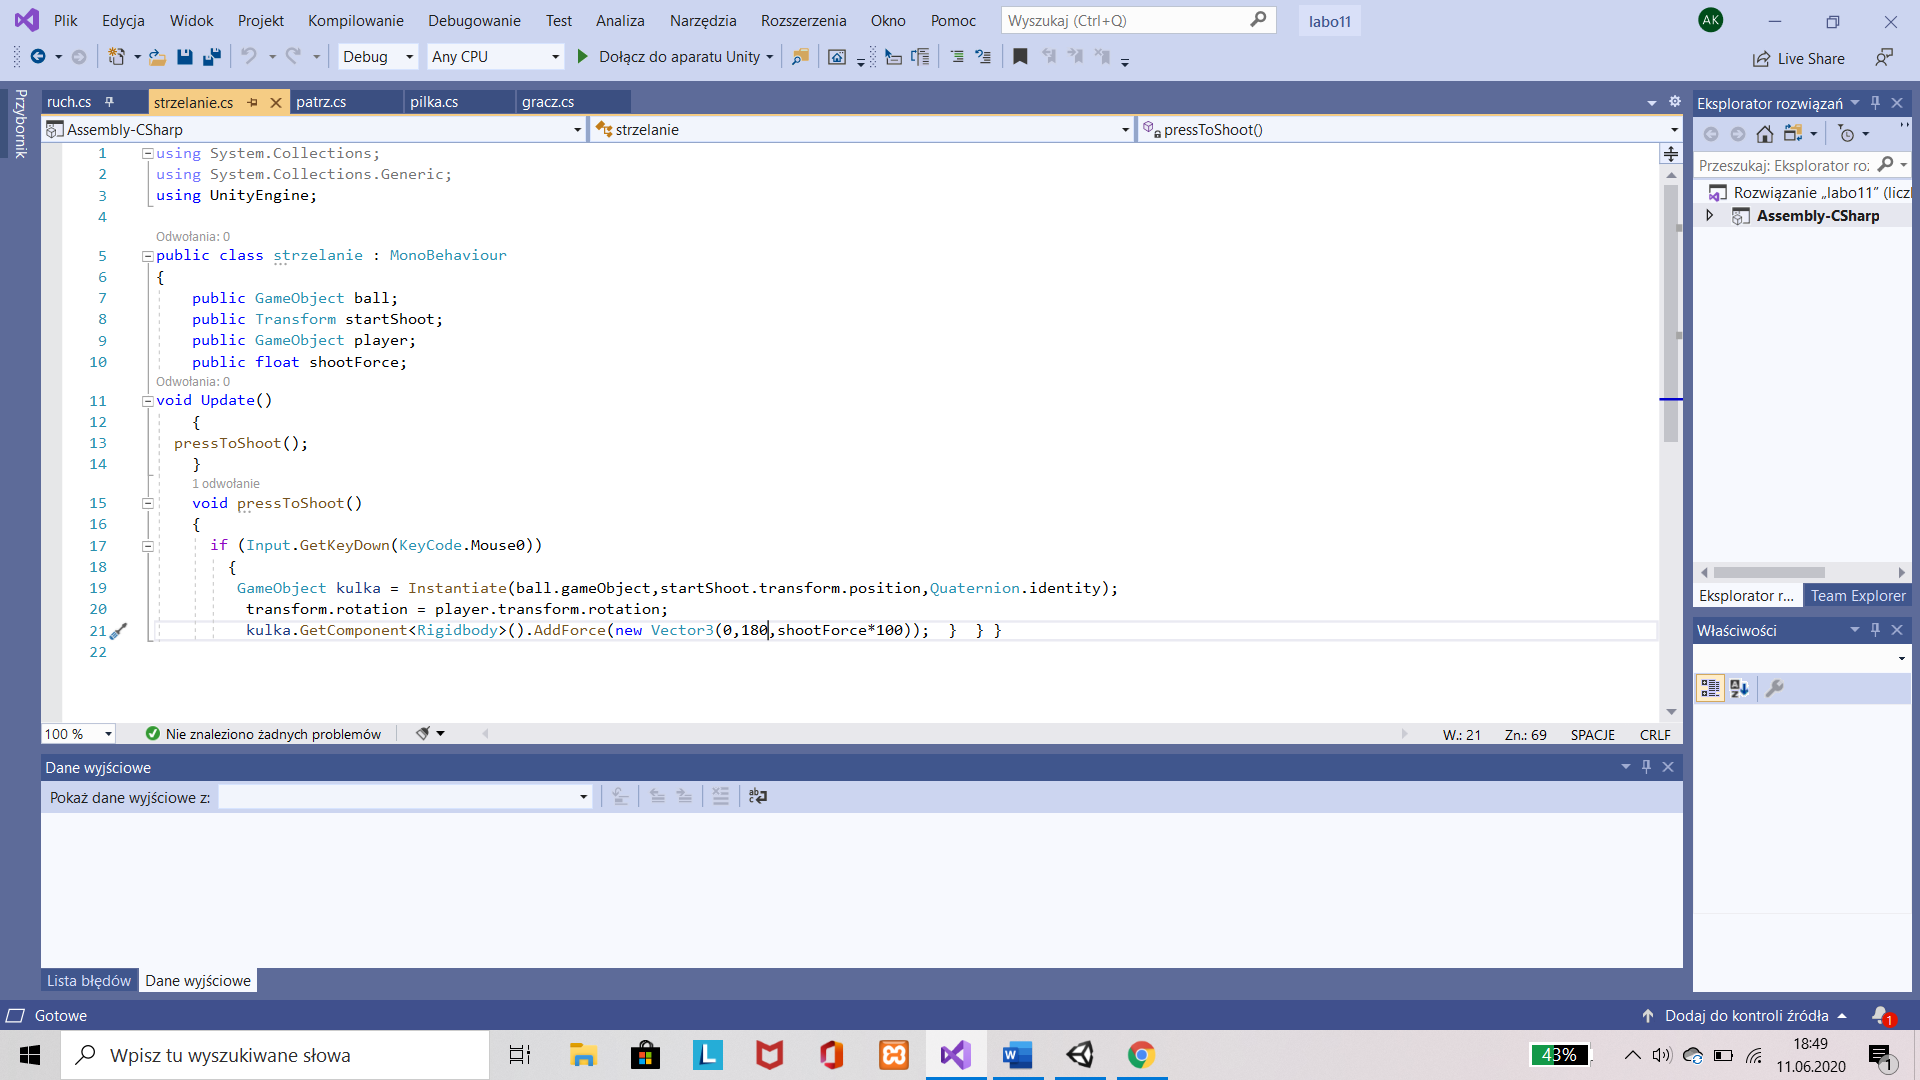 Plik Edycja Widok Projekt Kompilowanie Debugowanie Test Analiza Narzędzia Rozszerzenia Okno Pomoc Wyszukaj (Ctrl+Q) labo11 AK
Debug Any CPU Dołącz do aparatu Unity Live Share
Przybornik
ruch.cs strzelanie.cs patrz.cs pilka.cs gracz.cs
Assembly-CSharp strzelanie pressToShoot()
1 using System.Collections;
2 using System.Collections.Generic;
3 using UnityEngine;
4
Odwołania: 0
5 public class strzelanie : MonoBehaviour
6 {
7 public GameObject ball;
8 public Transform startShoot;
9 public GameObject player;
10 public float shootForce;
Odwołania: 0
11 void Update()
12 {
13 pressToShoot();
14 }
1 odwołanie
15 void pressToShoot()
16 {
17 if (Input.GetKeyDown(KeyCode.Mouse0))
18 {
19 GameObject kulka = Instantiate(ball.gameObject,startShoot.transform.position,Quaternion.identity);
20 transform.rotation = player.transform.rotation;
21 kulka.GetComponent<Rigidbody>().AddForce(new Vector3(0,180,shootForce*100)); } } }
22
100 % Nie znaleziono żadnych problemów W.: 21 Zn.: 69 SPACJE CRLF
Dane wyjściowe
Pokaż dane wyjściowe z:
Lista błędów Dane wyjściowe
Eksplorator rozwiązań
Przeszukaj: Eksplorator ro:
Rozwiązanie „labo11” (licz
Assembly-CSharp
Eksplorator r... Team Explorer
Właściwości
Gotowe Dodaj do kontroli źródła 1
Wpisz tu wyszukiwane słowa 43% 18:49
11.06.2020 1